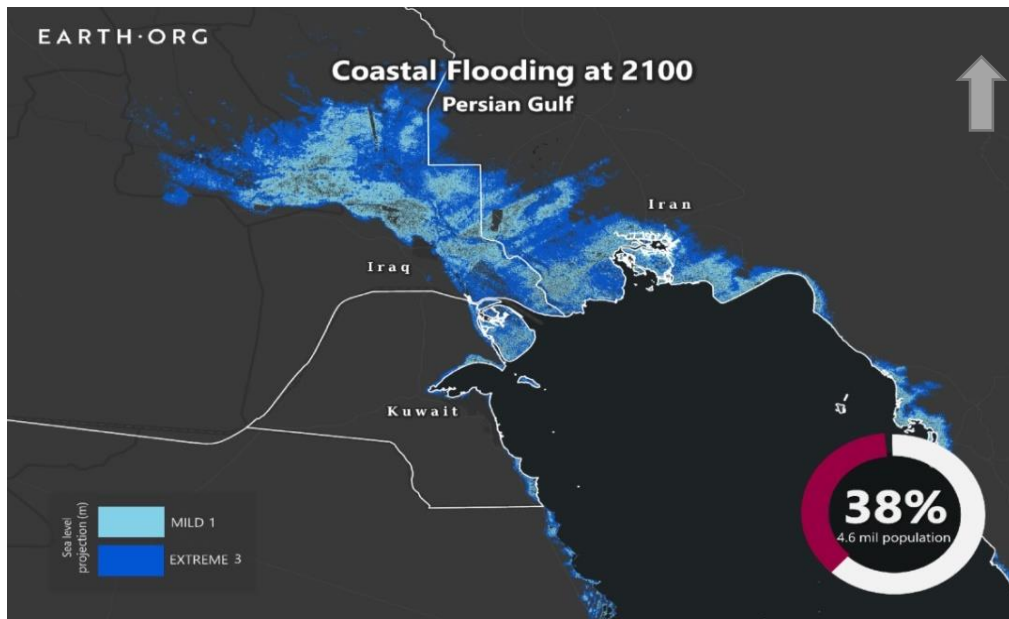 EARTH·ORG
Coastal Flooding at 2100
Persian Gulf
Iran
Iraq
Kuwait
Sea level
projection (m)
MILD 1
EXTREME 3
38%
4.6 mil population